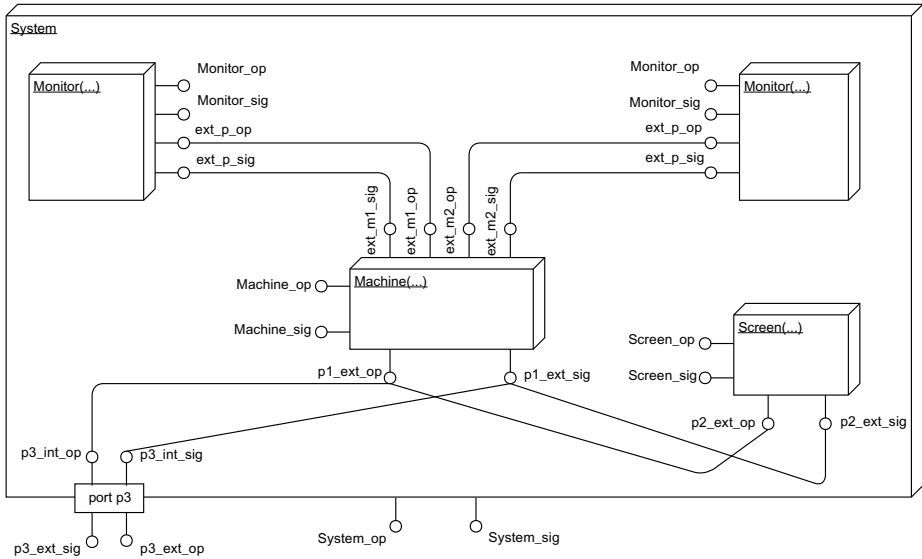 System
Monitor(...)
Monitor_op
Monitor_sig
ext_p_op
ext_p_sig
Monitor_op
Monitor_sig
ext_p_op
ext_p_sig
Monitor(...)
ext_m1_sig
ext_m1_op
ext_m2_op
ext_m2_sig
Machine_op
Machine_sig
Machine(...)
Screen_op
Screen_sig
Screen(...)
p1_ext_op
p1_ext_sig
p2_ext_op
p2_ext_sig
p3_int_op
p3_int_sig
port p3
p3_ext_sig
p3_ext_op
System_op
System_sig